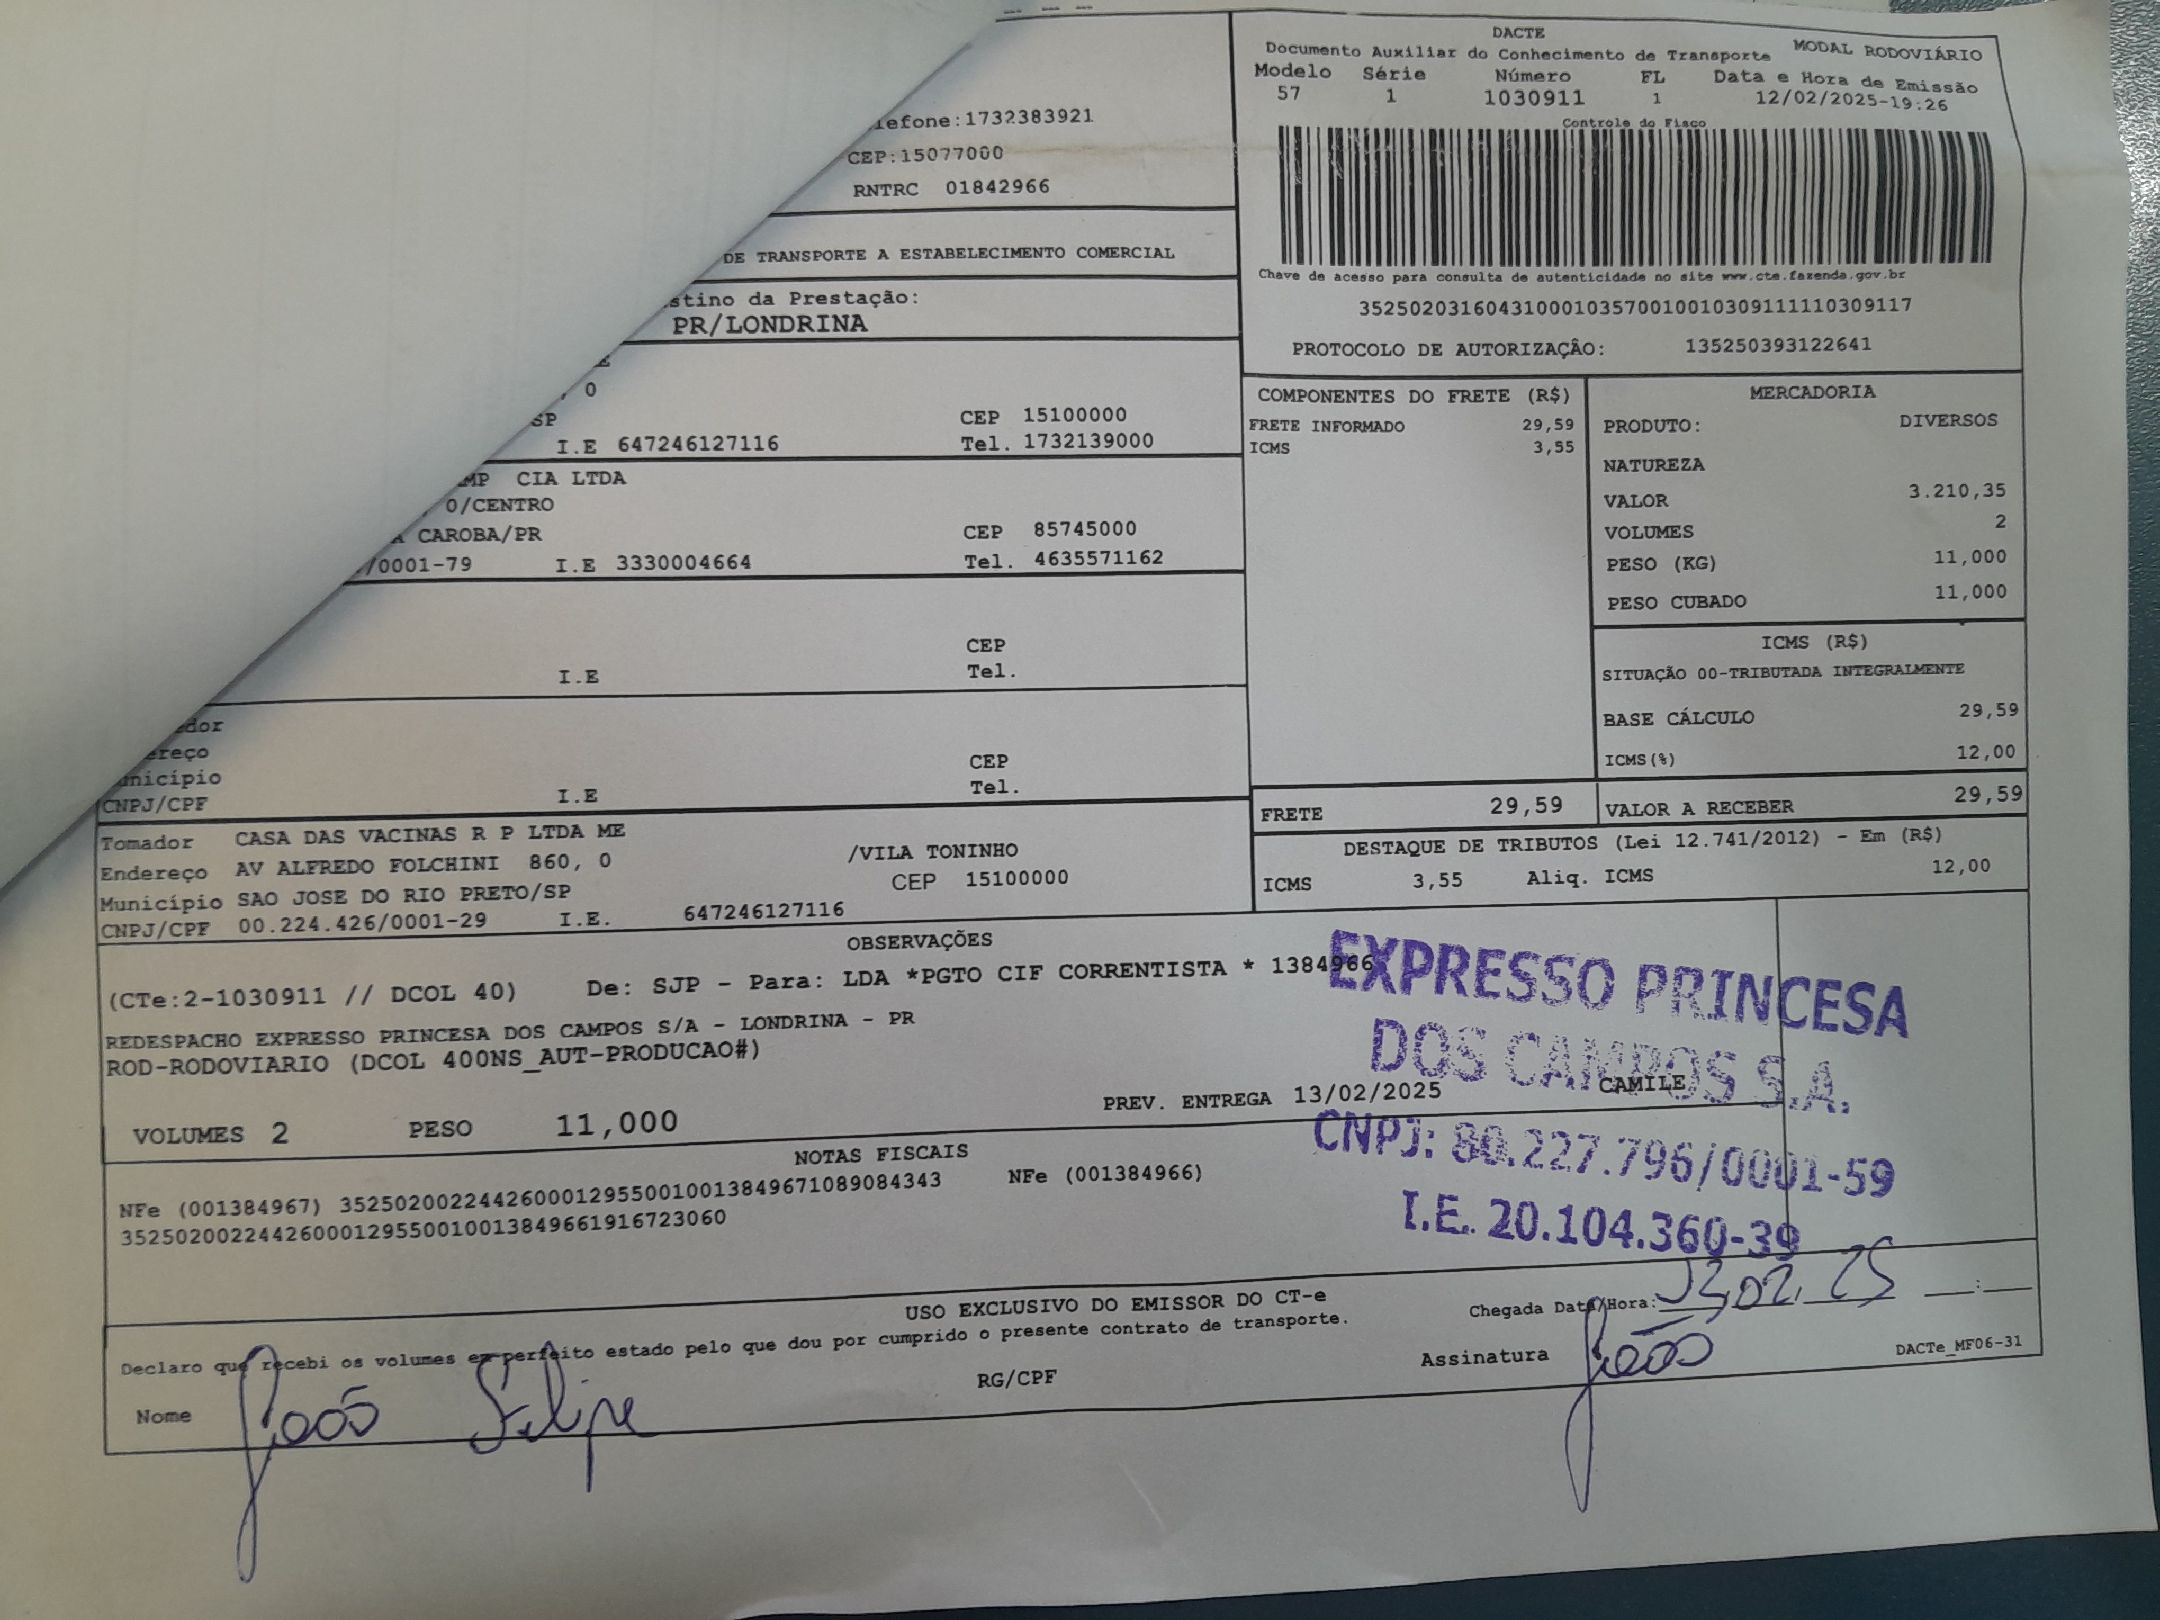 DACTE
Documento Auxiliar do Conhecimento de Transporte MODAL RODOVIÁRIO
Modelo Série Número FL Data e Hora de Emissão
57 1 1030911 1 12/02/2025-19:26
Controle do Fisco
Chave de acesso para consulta de autenticidade no site www.cte.fazenda.gov.br
35250203160431000103570010010309111110309117
PROTOCOLO DE AUTORIZAÇÃO: 135250393122641
lefone:1732383921
CEP:15077000
RNTRC 01842966
DE TRANSPORTE A ESTABELECIMENTO COMERCIAL
stino da Prestação:
PR/LONDRINA
, 0
SP CEP 15100000
I.E 647246127116 Tel. 1732139000
MP CIA LTDA
, 0/CENTRO
A CAROBA/PR CEP 85745000
/0001-79 I.E 3330004664 Tel. 4635571162
CEP
I.E Tel.
edor
ereço
nicípio CEP
CNPJ/CPF I.E Tel.
COMPONENTES DO FRETE (R$)
FRETE INFORMADO 29,59
ICMS 3,55
MERCADORIA
PRODUTO: DIVERSOS
NATUREZA
VALOR 3.210,35
VOLUMES 2
PESO (KG) 11,000
PESO CUBADO 11,000
ICMS (R$)
SITUAÇÃO 00-TRIBUTADA INTEGRALMENTE
BASE CÁLCULO 29,59
ICMS(%) 12,00
FRETE 29,59 VALOR A RECEBER 29,59
DESTAQUE DE TRIBUTOS (Lei 12.741/2012) - Em (R$)
ICMS 3,55 Aliq. ICMS 12,00
Tomador CASA DAS VACINAS R P LTDA ME
Endereço AV ALFREDO FOLCHINI 860, 0 /VILA TONINHO
Município SAO JOSE DO RIO PRETO/SP CEP 15100000
CNPJ/CPF 00.224.426/0001-29 I.E. 647246127116
OBSERVAÇÕES
(CTe:2-1030911 // DCOL 40) De: SJP - Para: LDA *PGTO CIF CORRENTISTA * 1384966
REDESPACHO EXPRESSO PRINCESA DOS CAMPOS S/A - LONDRINA - PR
ROD-RODOVIARIO (DCOL 400NS_AUT-PRODUCAO#)
PREV. ENTREGA 13/02/2025 CAMILE
VOLUMES 2 PESO 11,000
EXPRESSO PRINCESA
DOS CAMPOS S.A.
CNPJ: 80.227.796/0001-59
I.E. 20.104.360-39
NOTAS FISCAIS
NFe (001384967) 35250200224426000129550010013849671089084343 NFe (001384966)
35250200224426000129550010013849661916723060
USO EXCLUSIVO DO EMISSOR DO CT-e
Declaro que recebi os volumes em perfeito estado pelo que dou por cumprido o presente contrato de transporte.
Chegada Data/Hora: 13,02, 25 __:__
Nome João Felipe RG/CPF Assinatura João
DACTe_MF06-31